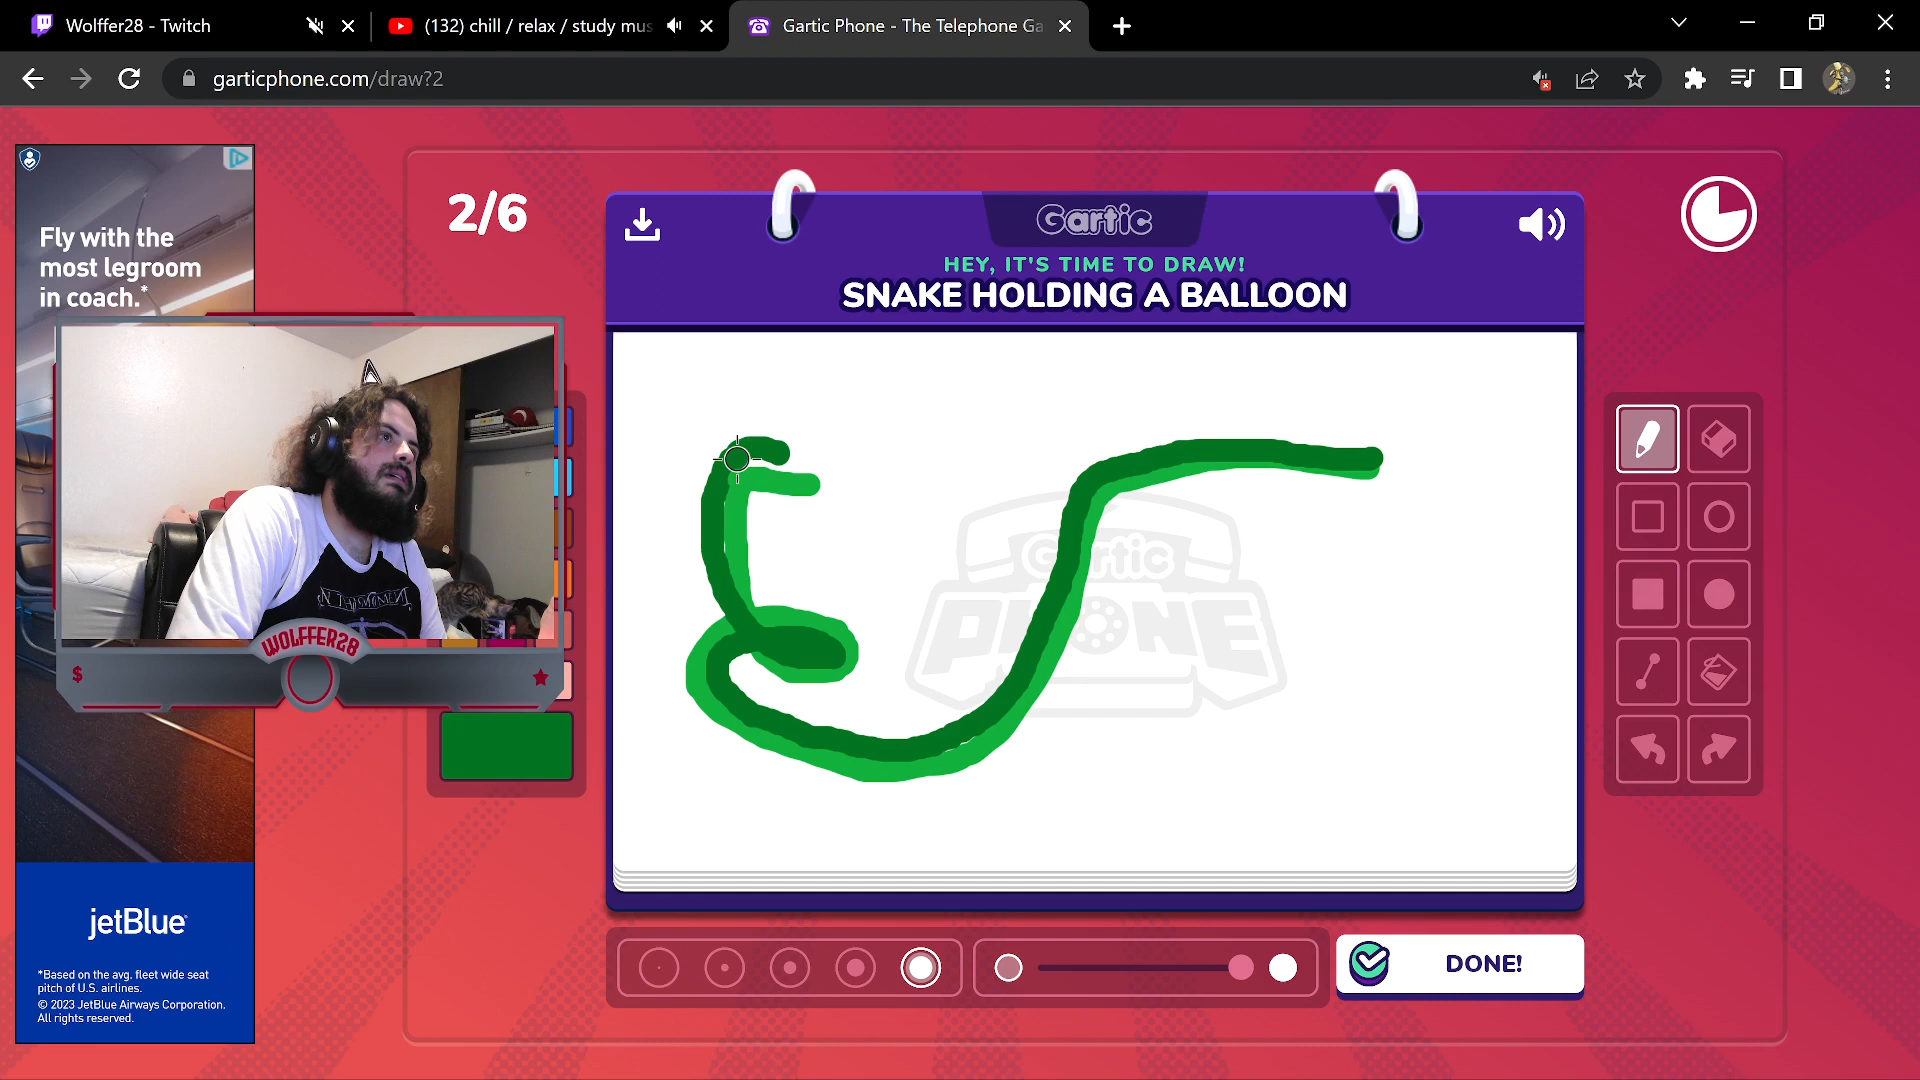 Wolffer28 - Twitch
(132) chill / relax / study mus
Gartic Phone - The Telephone Ga
garticphone.com/draw?2
Fly with the
most legroom
in coach.*
2/6
Gartic
HEY, IT'S TIME TO DRAW!
SNAKE HOLDING A BALLOON
Gartic
PHONE
WOLFFER28
$
jetBlue
*Based on the avg. fleet wide seat
pitch of U.S. airlines.
© 2023 JetBlue Airways Corporation.
All rights reserved.
DONE!